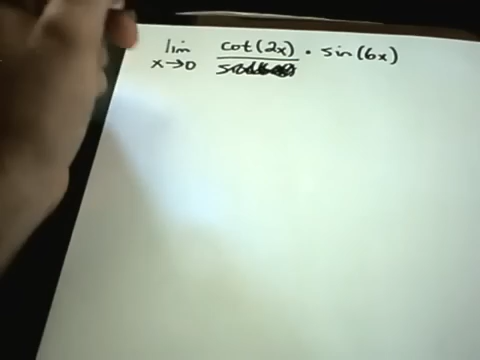 lim cot(2x) • sin(6x)
x→0